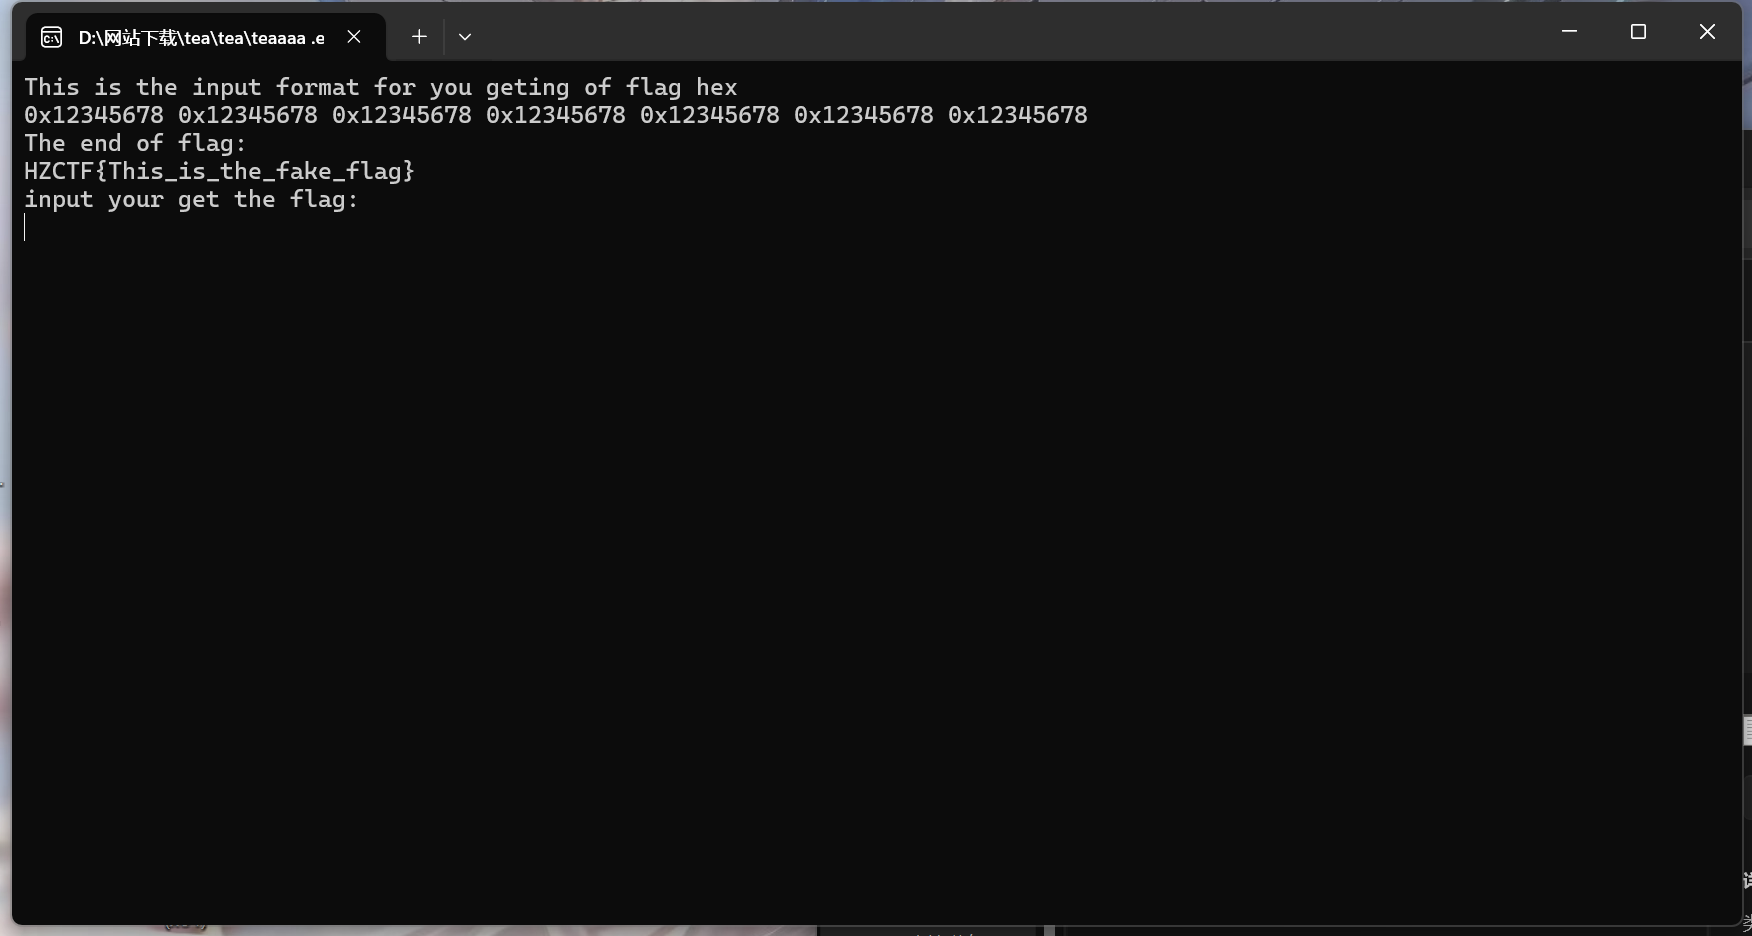 D:\网站下载\tea\tea\teaaaa .e
This is the input format for you geting of flag hex
0x12345678 0x12345678 0x12345678 0x12345678 0x12345678 0x12345678 0x12345678
The end of flag:
HZCTF{This_is_the_fake_flag}
input your get the flag: